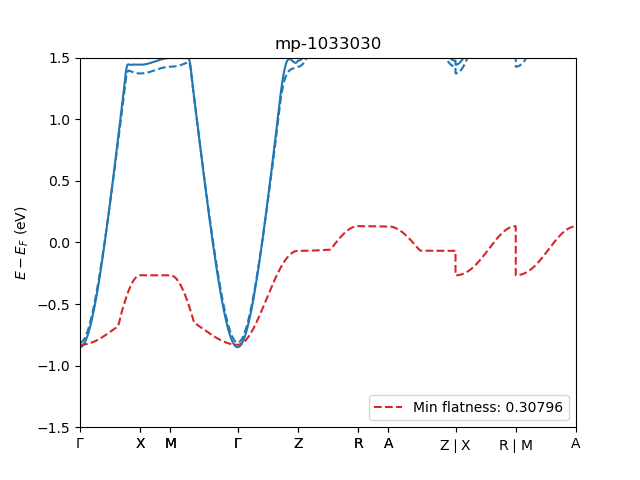 mp-1033030
E − E_F (eV)
1.5
1.0
0.5
0.0
−0.5
−1.0
−1.5
Min flatness: 0.30796
Γ X M Γ Z R A Z | X R | M A